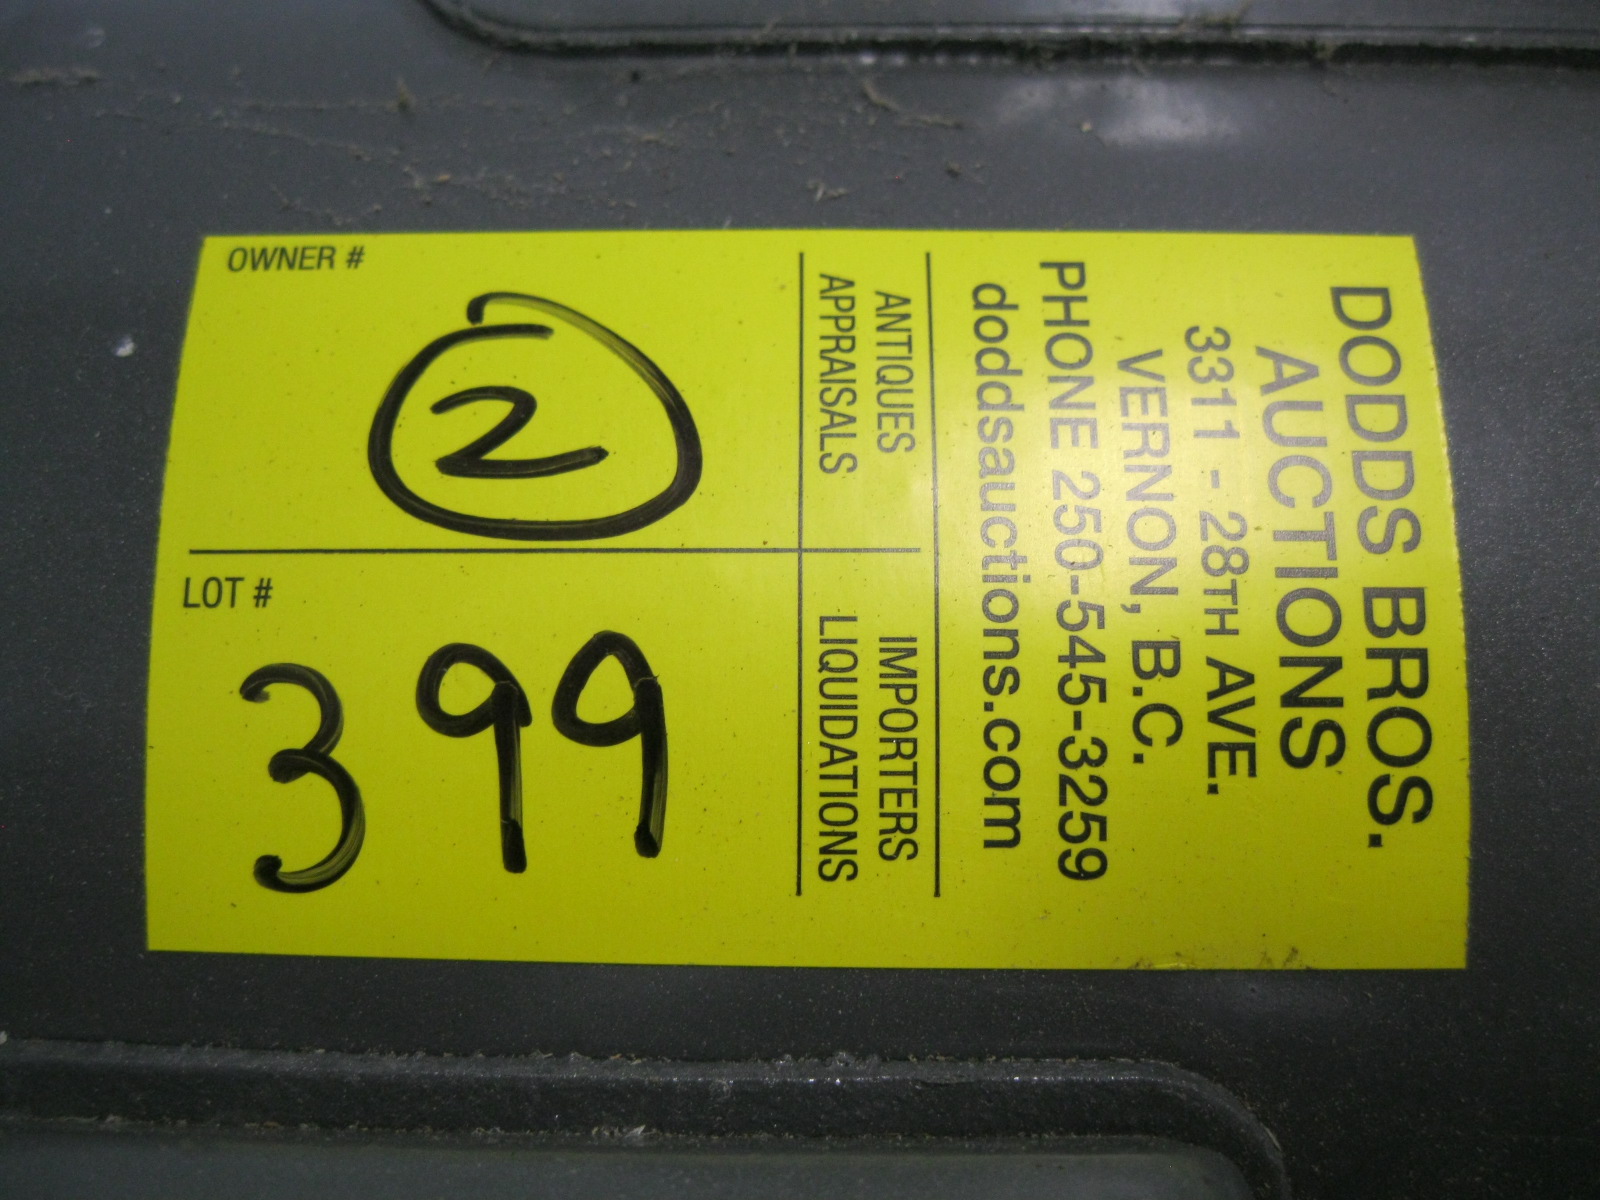 DODDS BROS.
AUCTIONS
3311 - 28TH AVE.
VERNON, B.C.
PHONE 250-545-3259
doddsauctions.com
ANTIQUES
APPRAISALS
IMPORTERS
LIQUIDATIONS
OWNER #
2
LOT #
399